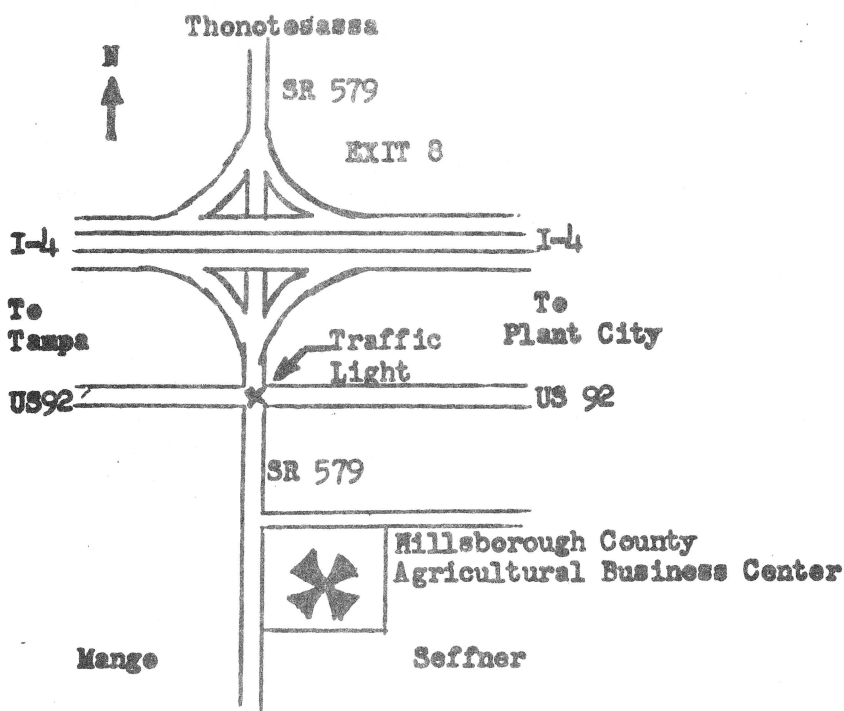 Thonotosassa
N
SR 579
EXIT 8
I-4
I-4
To
Tampa
To
Plant City
Traffic
Light
US92
US 92
SR 579
Hillsborough County
Agricultural Business Center
Mango
Seffner